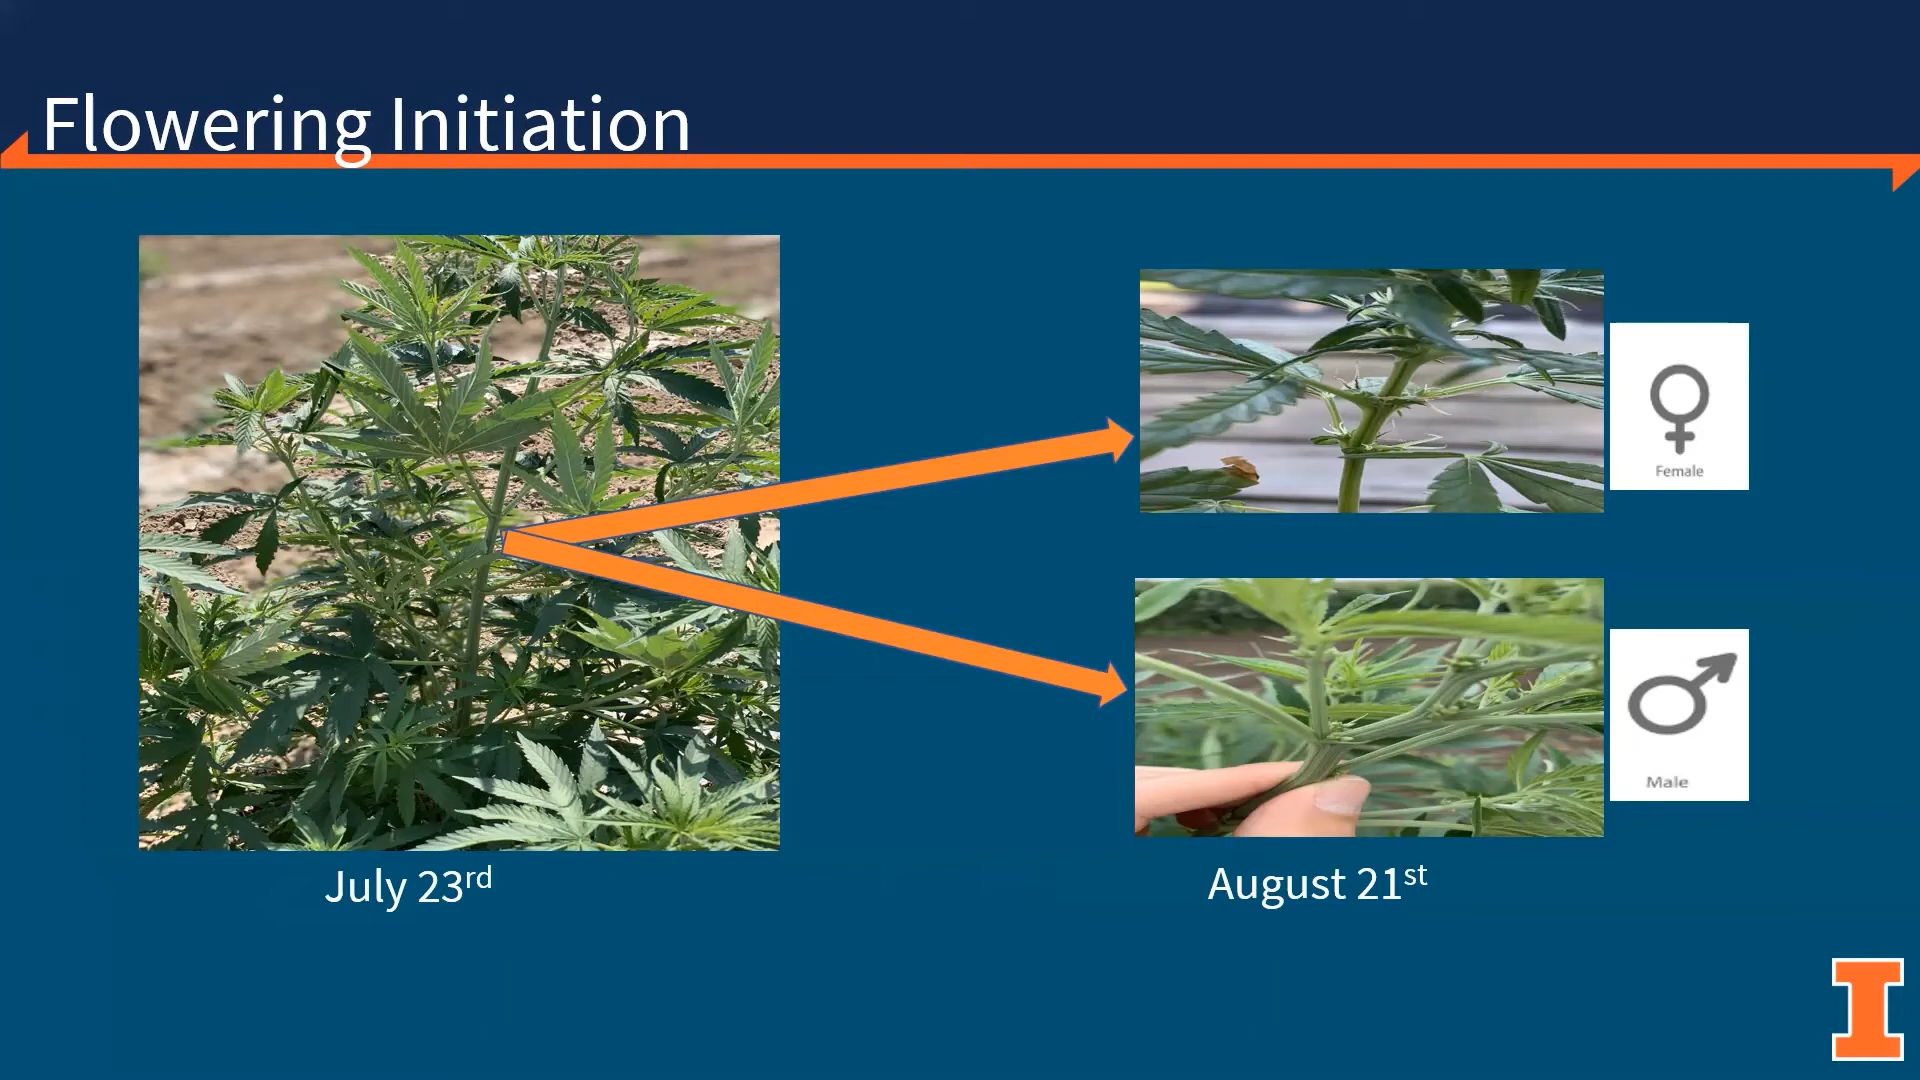 Flowering Initiation
Female
Male
July 23rd
August 21st
I